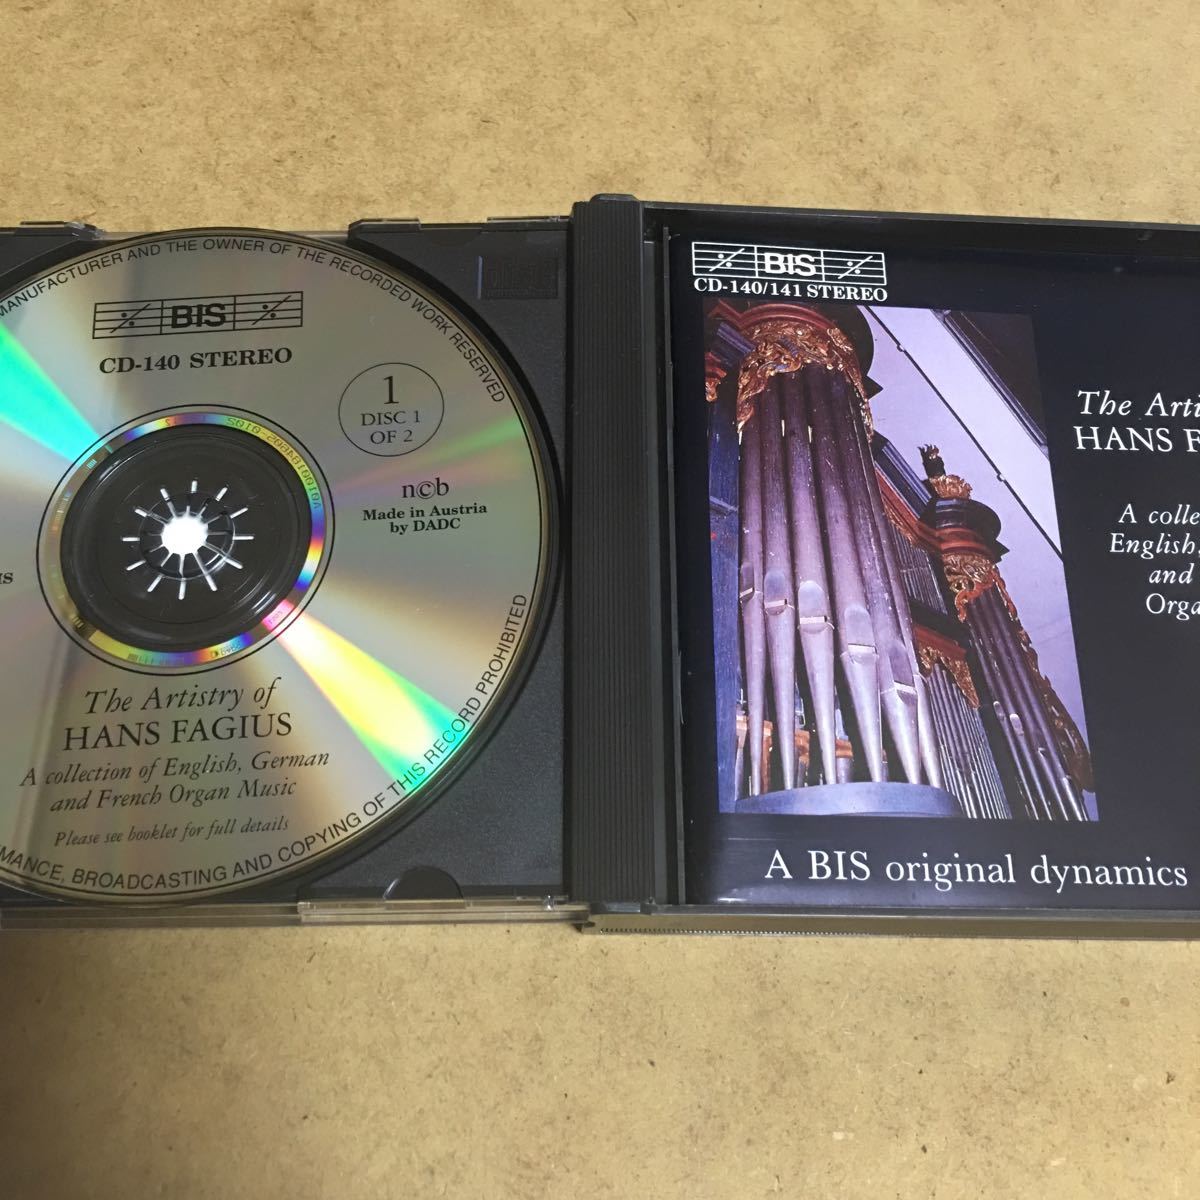 MANUFACTURER AND THE OWNER OF THE RECORDED WORK RESERVED
BIS
CD-140 STEREO
1
DISC 1
OF 2
n©b
Made in Austria
by DADC
The Artistry of
HANS FAGIUS
A collection of English, German
and French Organ Music
Please see booklet for full details
BROADCASTING AND COPYING OF THIS RECORD PROHIBITED
BIS
CD-140/141 STEREO
The Arti
HANS F
A colle
English,
and
Orga
A BIS original dynamics